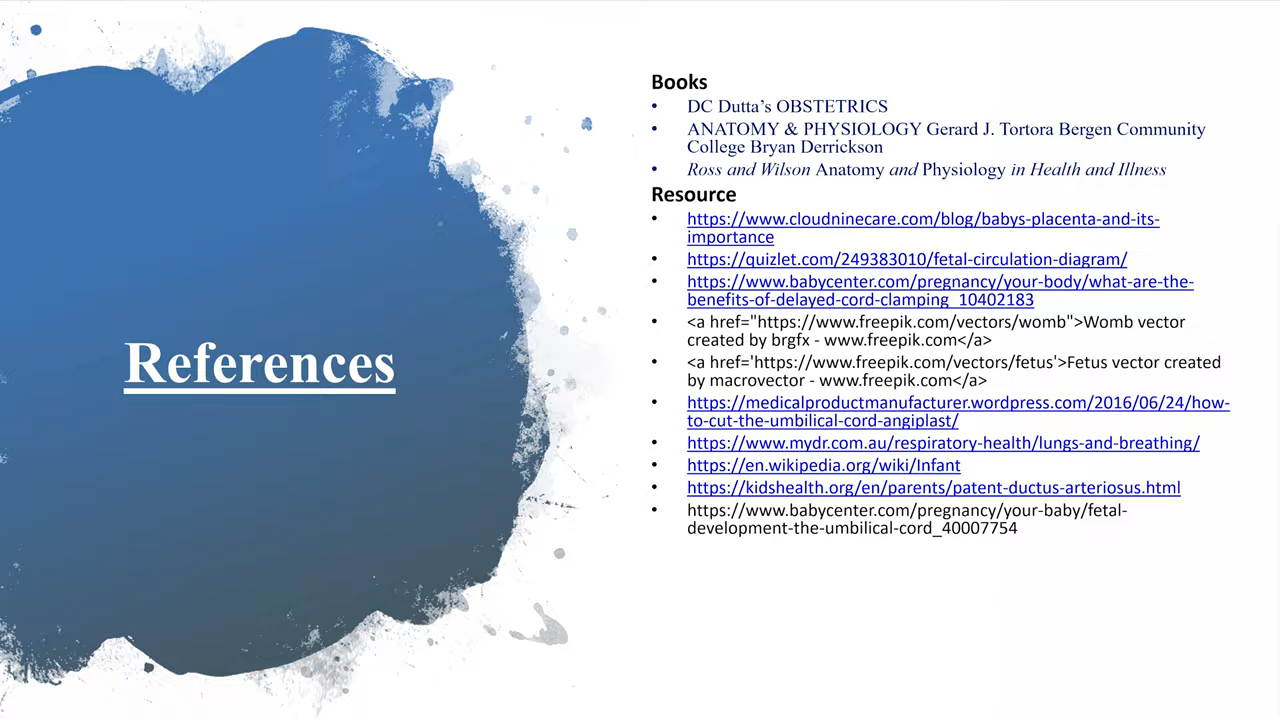 References
Books
• DC Dutta’s OBSTETRICS
• ANATOMY & PHYSIOLOGY Gerard J. Tortora Bergen Community
College Bryan Derrickson
• Ross and Wilson Anatomy and Physiology in Health and Illness
Resource
• https://www.cloudninecare.com/blog/babys-placenta-and-its-
importance
• https://quizlet.com/249383010/fetal-circulation-diagram/
• https://www.babycenter.com/pregnancy/your-body/what-are-the-
benefits-of-delayed-cord-clamping_10402183
• <a href="https://www.freepik.com/vectors/womb">Womb vector
created by brgfx - www.freepik.com</a>
• <a href='https://www.freepik.com/vectors/fetus'>Fetus vector created
by macrovector - www.freepik.com</a>
• https://medicalproductmanufacturer.wordpress.com/2016/06/24/how-
to-cut-the-umbilical-cord-angiplast/
• https://www.mydr.com.au/respiratory-health/lungs-and-breathing/
• https://en.wikipedia.org/wiki/Infant
• https://kidshealth.org/en/parents/patent-ductus-arteriosus.html
• https://www.babycenter.com/pregnancy/your-baby/fetal-
development-the-umbilical-cord_40007754